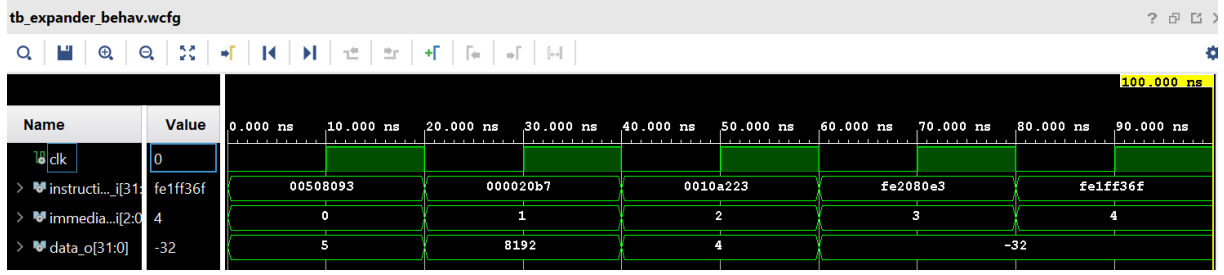 tb_expander_behav.wcfg
?
100.000 ns
Name Value 0.000 ns 10.000 ns 20.000 ns 30.000 ns 40.000 ns 50.000 ns 60.000 ns 70.000 ns 80.000 ns 90.000 ns
clk 0
instructi..._i[31: fe1ff36f 00508093 000020b7 0010a223 fe2080e3 fe1ff36f
immedia...i[2:0 4 0 1 2 3 4
data_o[31:0] -32 5 8192 4 -32